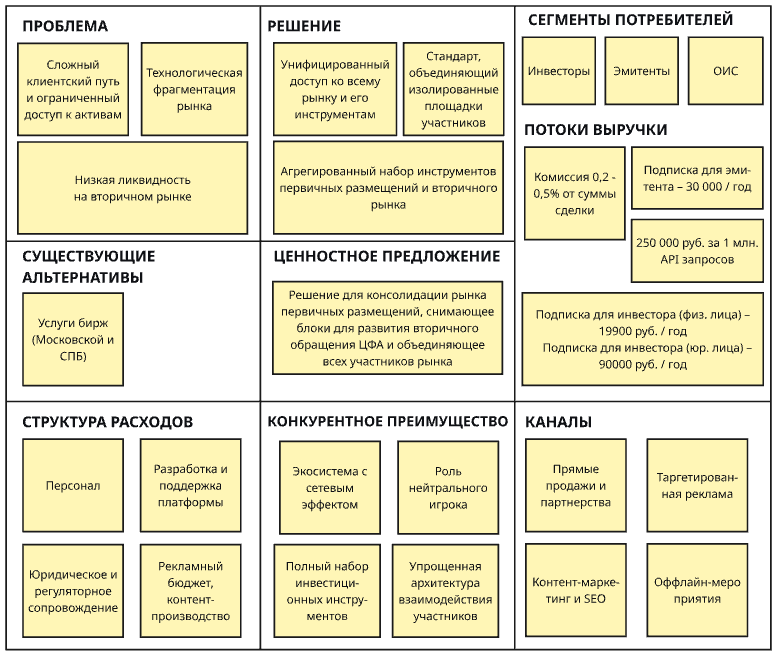 ПРОБЛЕМА
Сложный
клиентский путь
и ограниченный
доступ к активам
Технологическая
фрагментация
рынка
Низкая ликвидность
на вторичном рынке
РЕШЕНИЕ
Унифицированный
доступ ко всему
рынку и его
инструментам
Стандарт,
объединяющий
изолированные
площадки
участников
Агрегированный набор инструментов
первичных размещений и вторичного
рынка
СЕГМЕНТЫ ПОТРЕБИТЕЛЕЙ
Инвесторы
Эмитенты
ОИС
ПОТОКИ ВЫРУЧКИ
Комиссия 0,2 -
0,5% от суммы
сделки
Подписка для эми-
тента – 30 000 / год
250 000 руб. за 1 млн.
API запросов
Подписка для инвестора (физ. лица) –
19900 руб. / год
Подписка для инвестора (юр. лица) –
90000 руб. / год
СУЩЕСТВУЮЩИЕ
АЛЬТЕРНАТИВЫ
Услуги бирж
(Московской и
СПБ)
ЦЕННОСТНОЕ ПРЕДЛОЖЕНИЕ
Решение для консолидации рынка
первичных размещений, снимающее
блоки для развития вторичного
обращения ЦФА и объединяющее
всех участников рынка
СТРУКТУРА РАСХОДОВ
Персонал
Разработка и
поддержка
платформы
Юридическое и
регуляторное
сопровождение
Рекламный
бюджет,
контент-
производство
КОНКУРЕНТНОЕ ПРЕИМУЩЕСТВО
Экосистема с
сетевым
эффектом
Роль
нейтрального
игрока
Полный набор
инвестици-
онных инстру-
ментов
Упрощенная
архитектура
взаимодействия
участников
КАНАЛЫ
Прямые
продажи и
партнерства
Таргетирован-
ная реклама
Контент-марке-
тинг и SEO
Оффлайн-меро
приятия